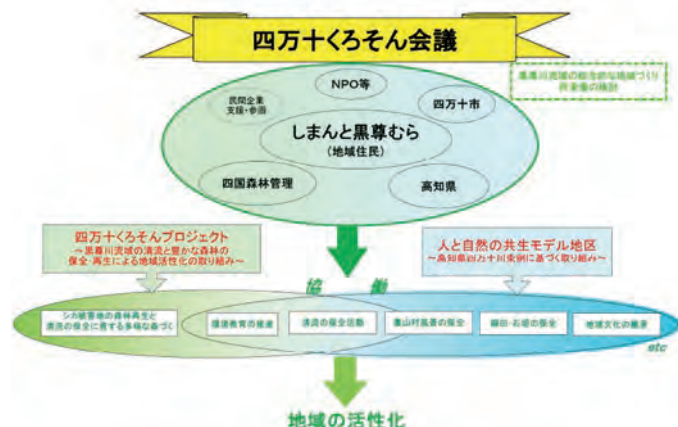 四万十くろそん会議
NPO等
民間企業
支援・参画
四万十市
しまんと黒尊むら
(地域住民)
四国森林管理
高知県
黒尊川流域の総合的な地域づくり
将来像の検討
四万十くろそんプロジェクト
~黒尊川流域の清流と豊かな森林の
保全・再生による地域活性化の取り組み~
人と自然の共生モデル地区
~高知県四万十川条例に基づく取り組み~
協 働
シカ被害地の森林再生と
清流の保全に資する多様な森づく
環境教育の推進
清流の保全活動
農山村風景の保全
棚田・石垣の保全
地域文化の継承
etc
地域の活性化